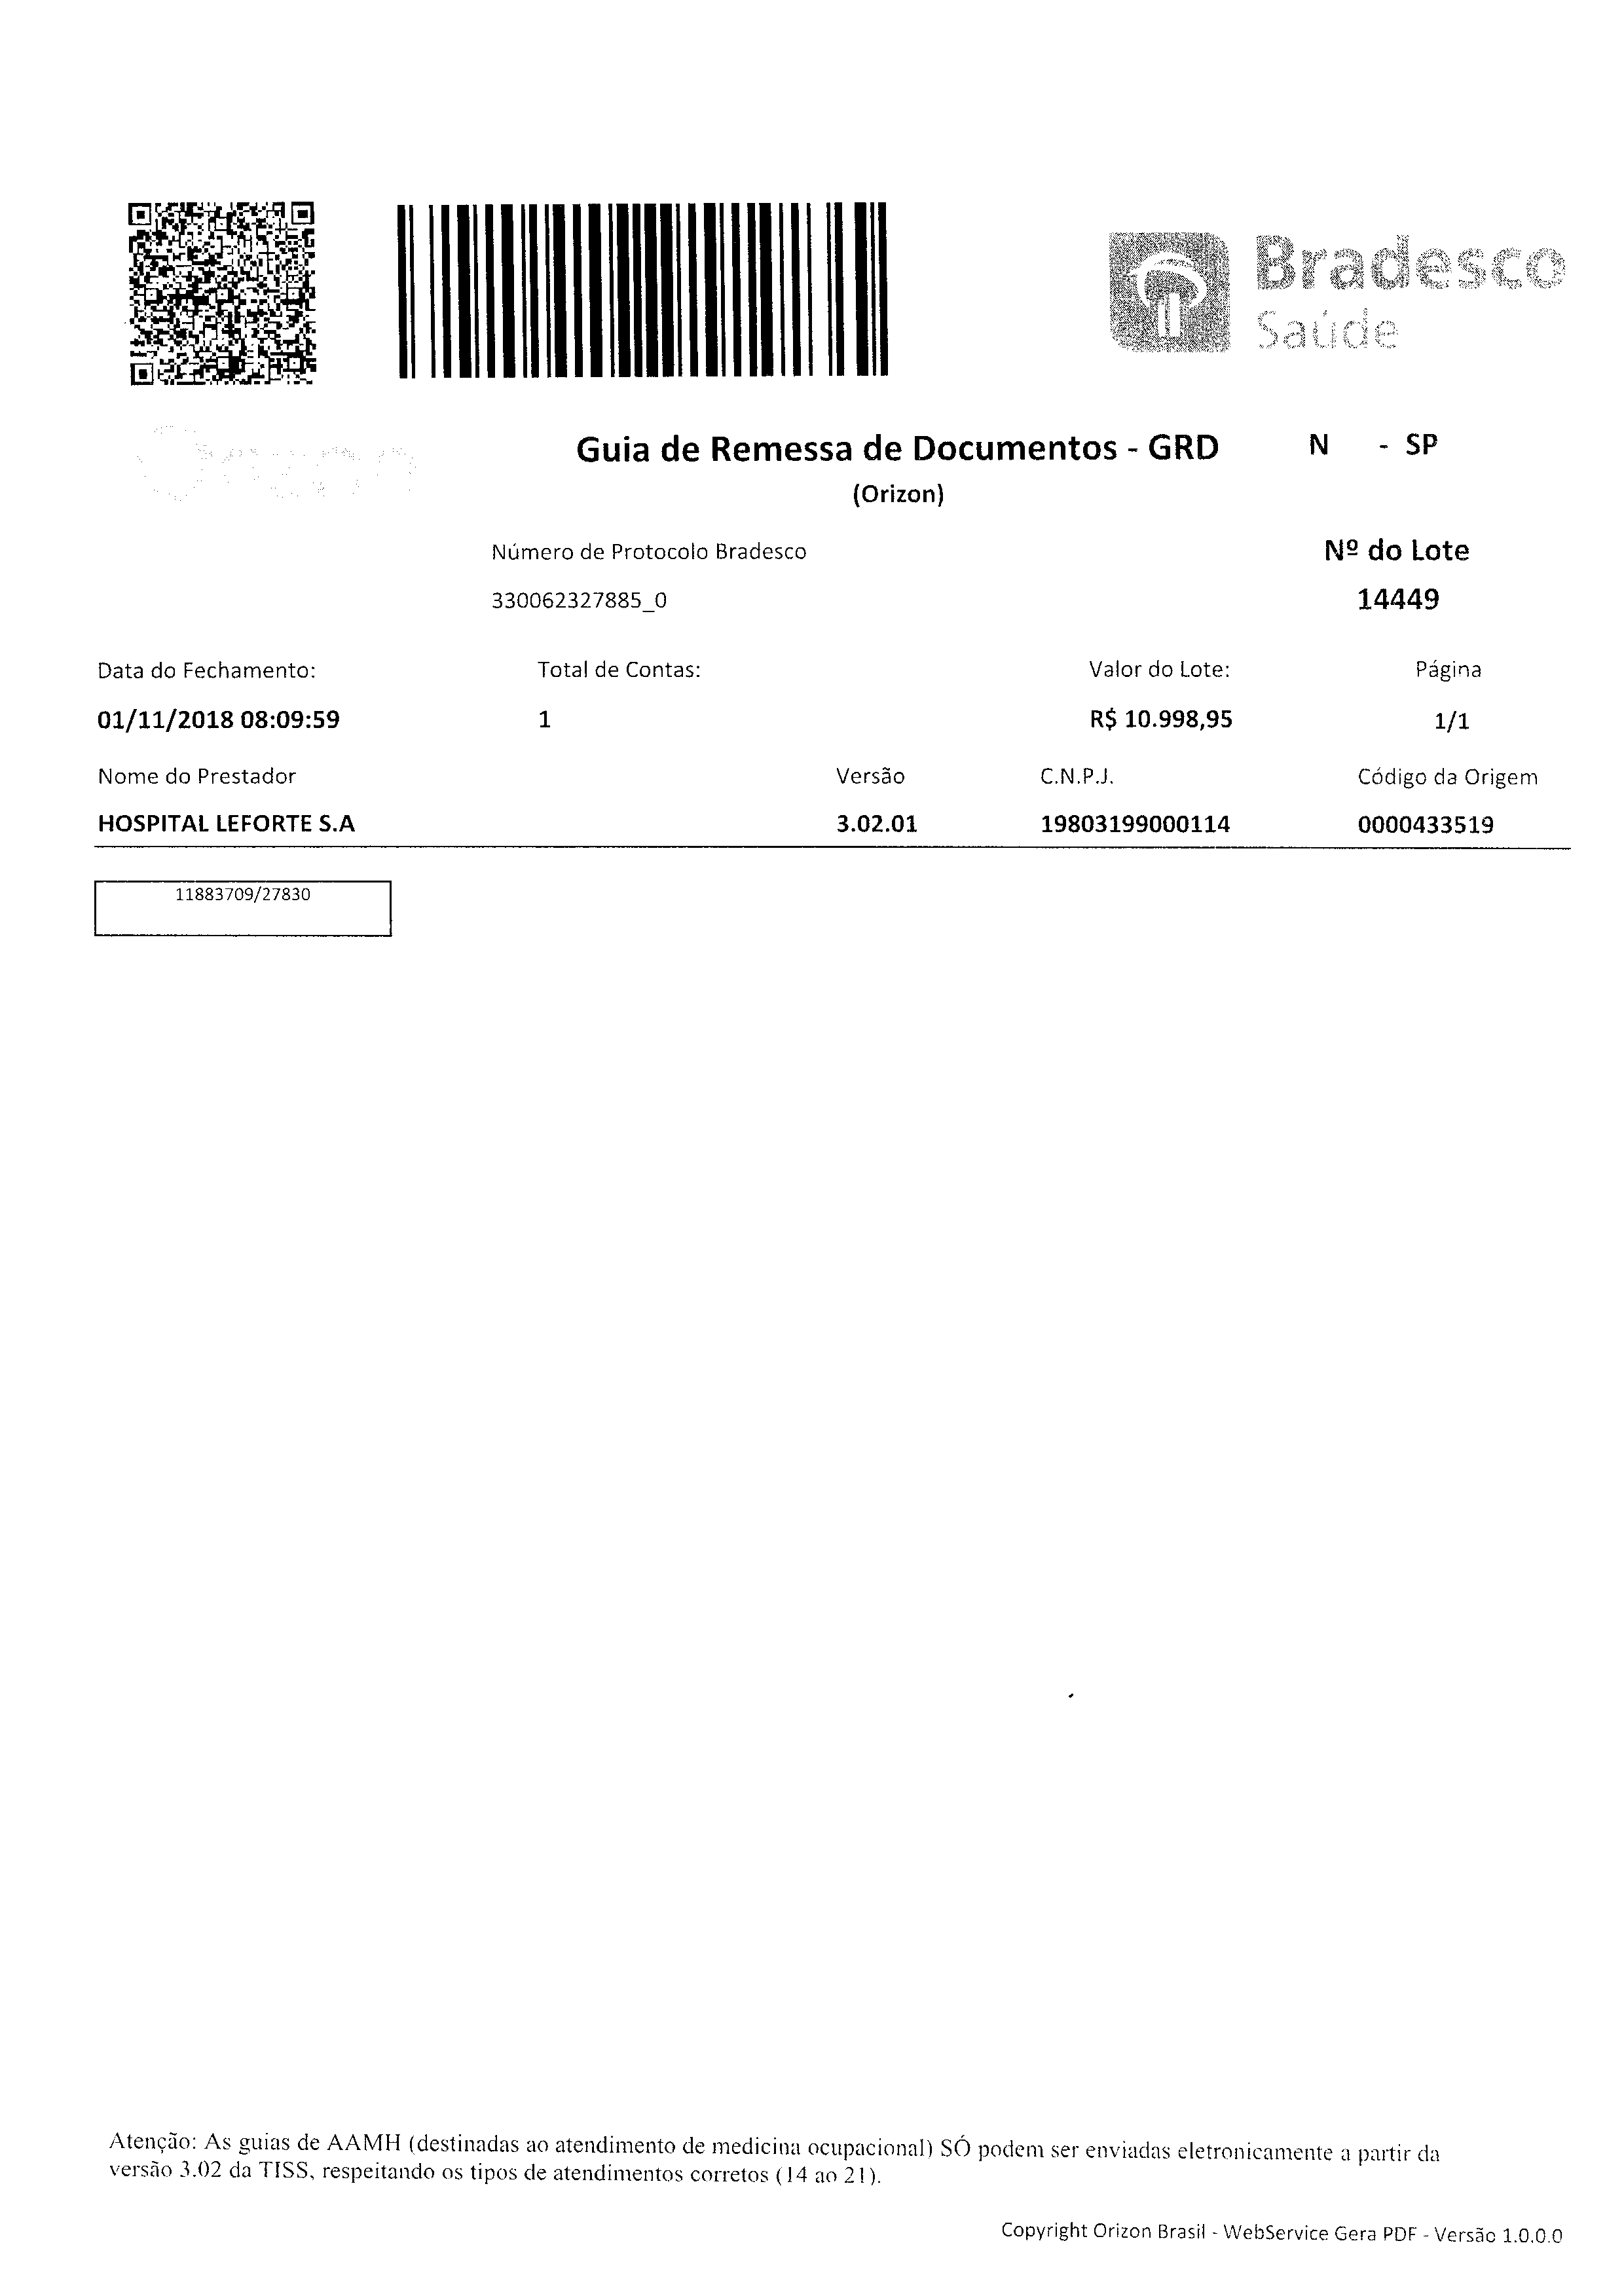 Bradesco
Saúde
Orizon
Guia de Remessa de Documentos - GRD N - SP
(Orizon)
Número de Protocolo Bradesco Nº do Lote
330062327885_0 14449
Data do Fechamento: Total de Contas: Valor do Lote: Página
01/11/2018 08:09:59 1 R$ 10.998,95 1/1
Nome do Prestador Versão C.N.P.J. Código da Origem
HOSPITAL LEFORTE S.A 3.02.01 19803199000114 0000433519
11883709/27830
Atenção: As guias de AAMH (destinadas ao atendimento de medicina ocupacional) SÓ podem ser enviadas eletronicamente a partir da
versão 3.02 da TISS, respeitando os tipos de atendimentos corretos (14 ao 21).
Copyright Orizon Brasil - WebService Gera PDF - Versão 1.0.0.0